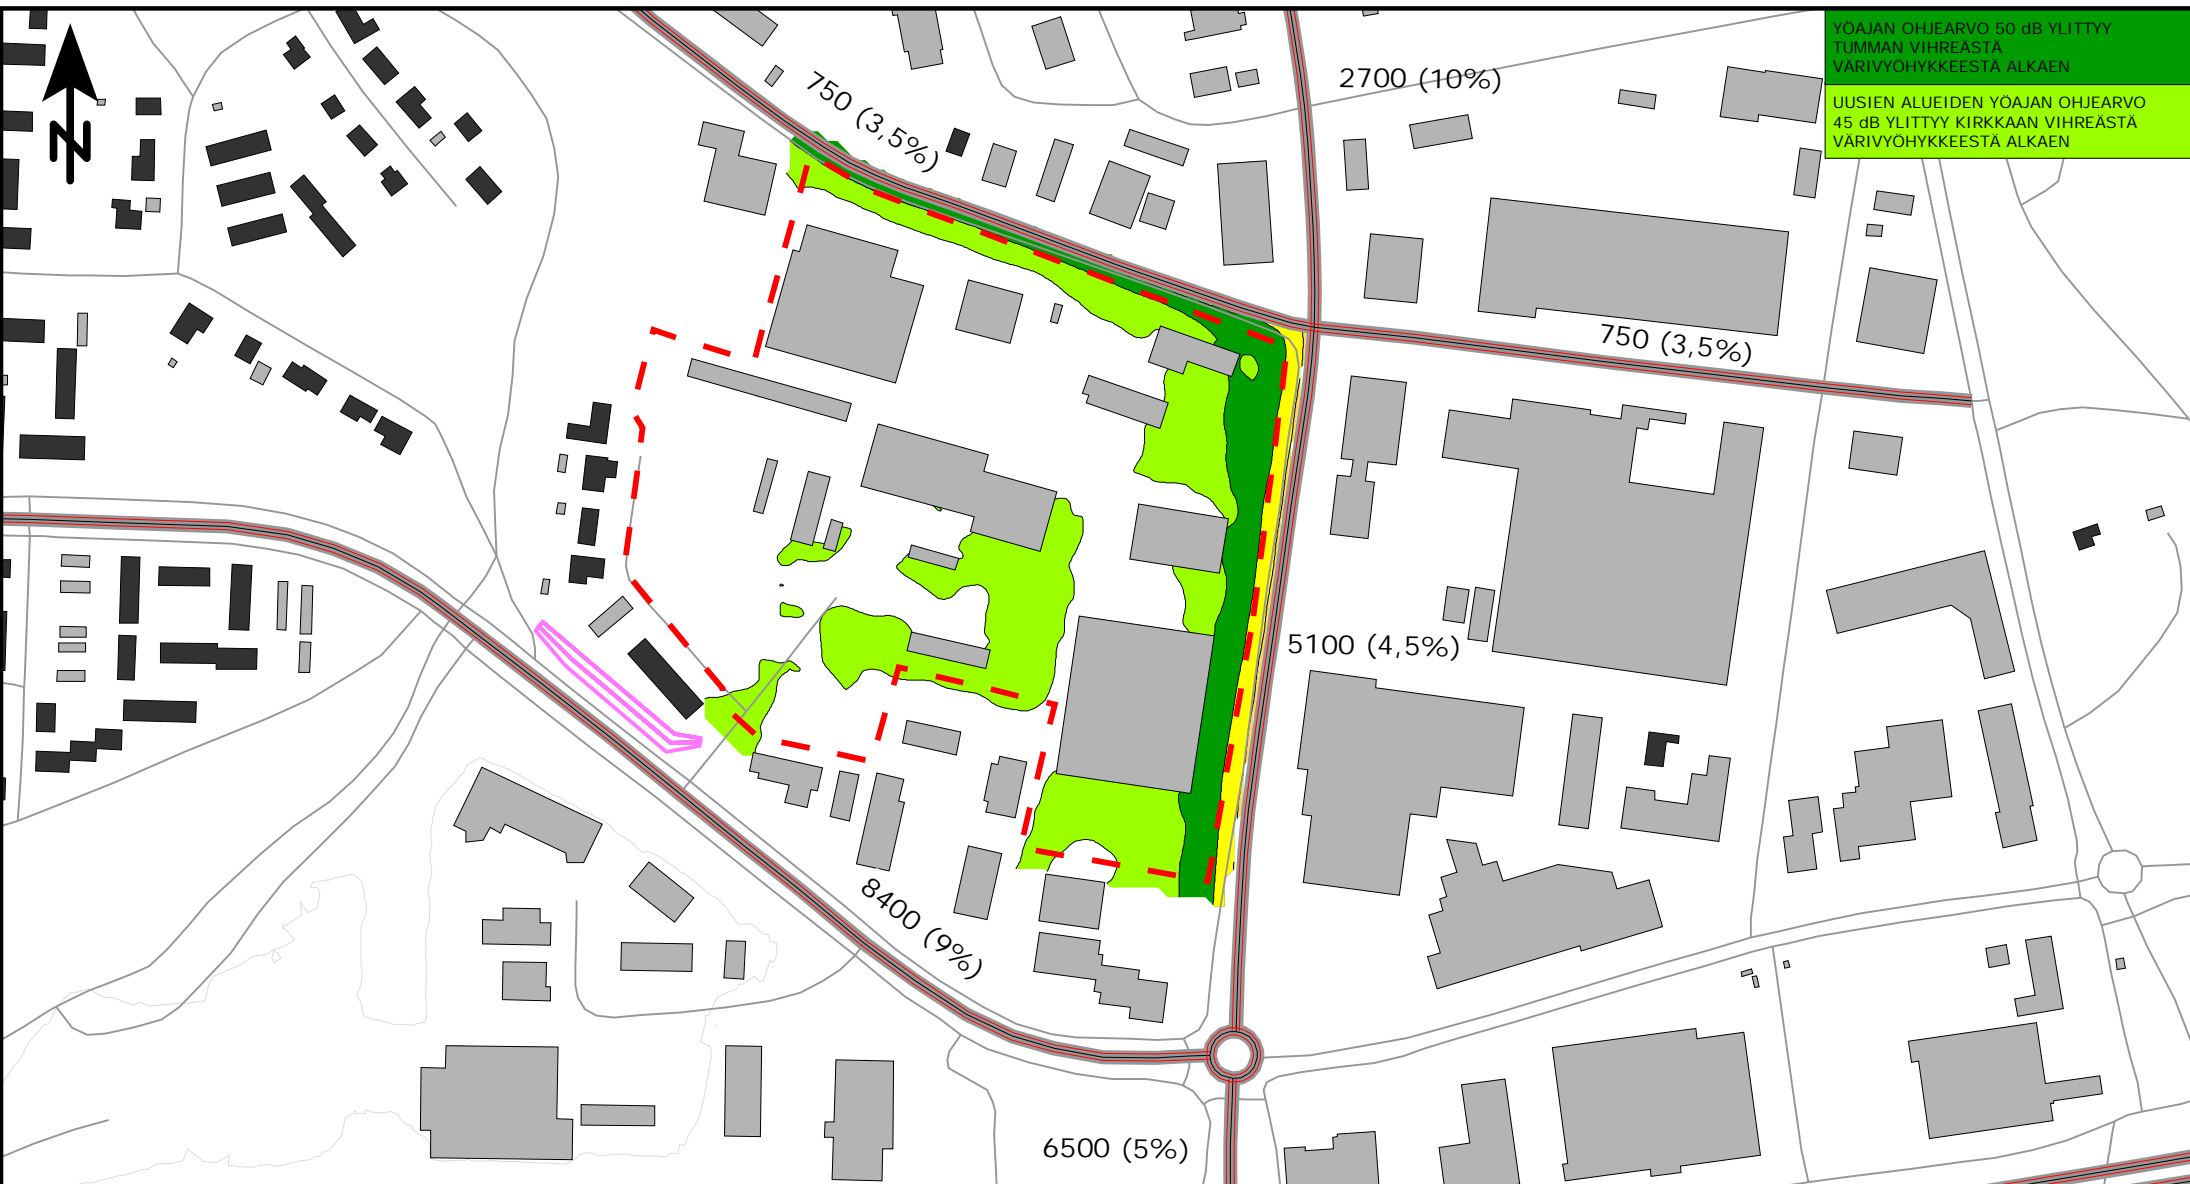 YÖAJAN OHJEARVO 50 dB YLITTYY
TUMMAN VIHREÄSTÄ
VÄRIVYÖHYKKEESTÄ ALKAEN
UUSIEN ALUEIDEN YÖAJAN OHJEARVO
45 dB YLITTYY KIRKKAAN VIHREÄSTÄ
VÄRIVYÖHYKKEESTÄ ALKAEN
2700 (10%)
750 (3,5%)
N
750 (3,5%)
5100 (4,5%)
8400 (9%)
6500 (5%)